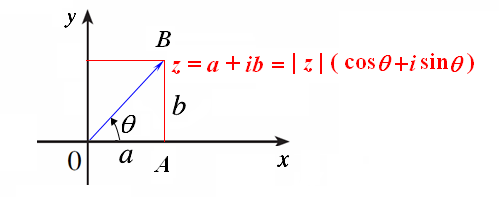 y
B
z = a + ib = | z | ( cosθ+i sinθ )
b
θ
0 a A x